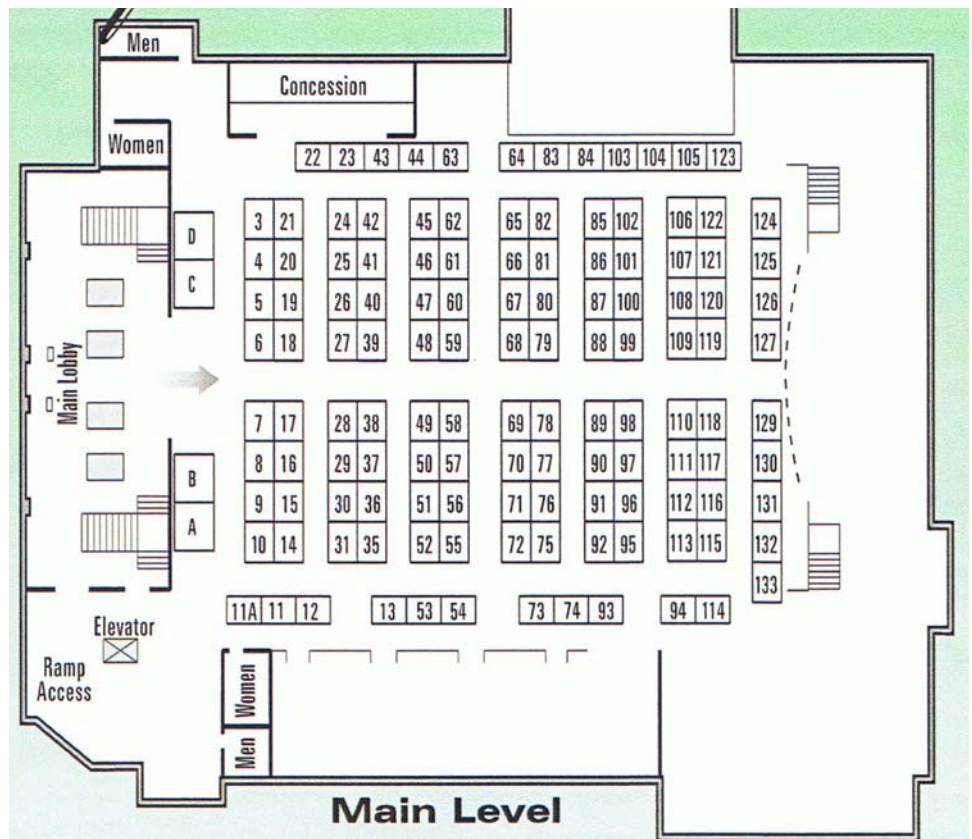 Men
Concession
Women
22 23 43 44 63 64 83 84 103 104 105 123
3 21 24 42 45 62 65 82 85 102 106 122 124
D
4 20 25 41 46 61 66 81 86 101 107 121 125
C
5 19 26 40 47 60 67 80 87 100 108 120 126
6 18 27 39 48 59 68 79 88 99 109 119 127
Main Lobby
7 17 28 38 49 58 69 78 89 98 110 118 129
8 16 29 37 50 57 70 77 90 97 111 117 130
B
9 15 30 36 51 56 71 76 91 96 112 116 131
A
10 14 31 35 52 55 72 75 92 95 113 115 132
133
11A 11 12 13 53 54 73 74 93 94 114
Elevator
Ramp
Access
Women
Men
Main Level